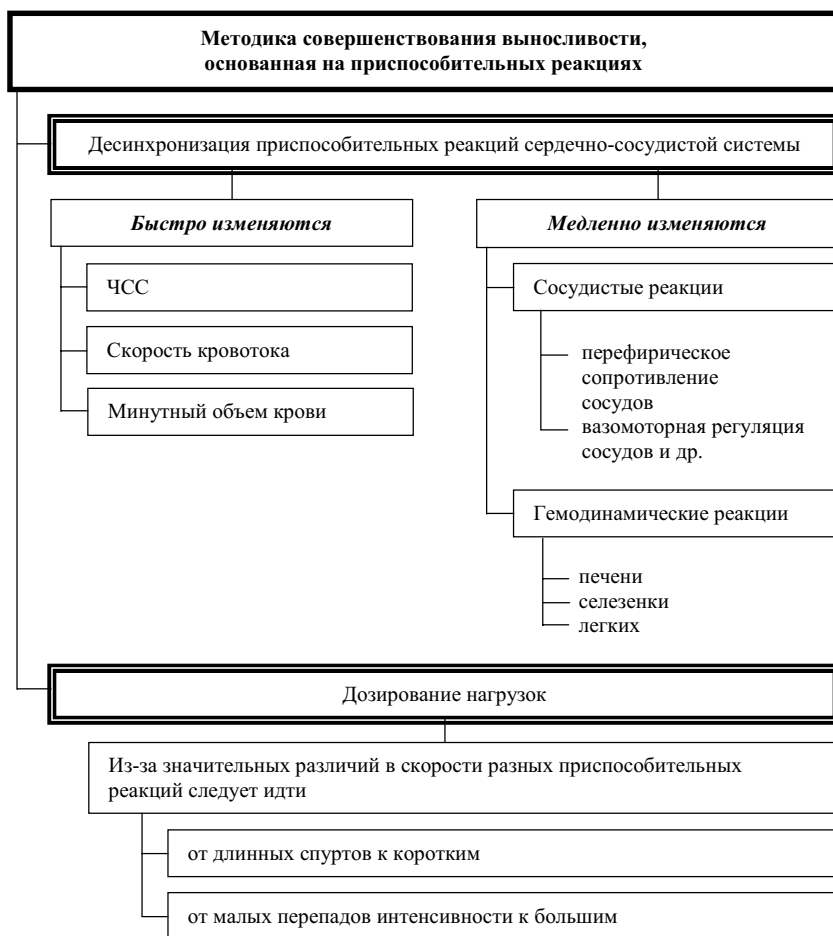 Методика совершенствования выносливости,
основанная на приспособительных реакциях
Десинхронизация приспособительных реакций сердечно-сосудистой системы
Быстро изменяются
ЧСС
Скорость кровотока
Минутный объем крови
Медленно изменяются
Сосудистые реакции
перефирическое
сопротивление
сосудов
вазомоторная регуляция
сосудов и др.
Гемодинамические реакции
печени
селезенки
легких
Дозирование нагрузок
Из-за значительных различий в скорости разных приспособительных
реакций следует идти
от длинных спуртов к коротким
от малых перепадов интенсивности к большим